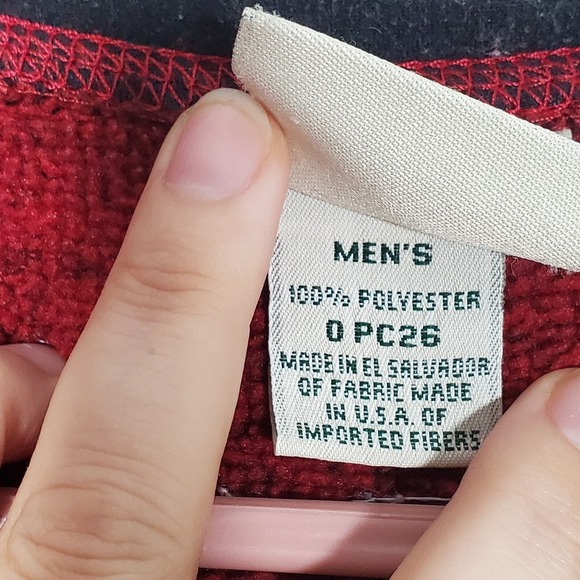 MEN'S
100% POLYESTER
0 PC26
MADE IN EL SALVADOR
OF FABRIC MADE
IN U.S.A. OF
IMPORTED FIBERS